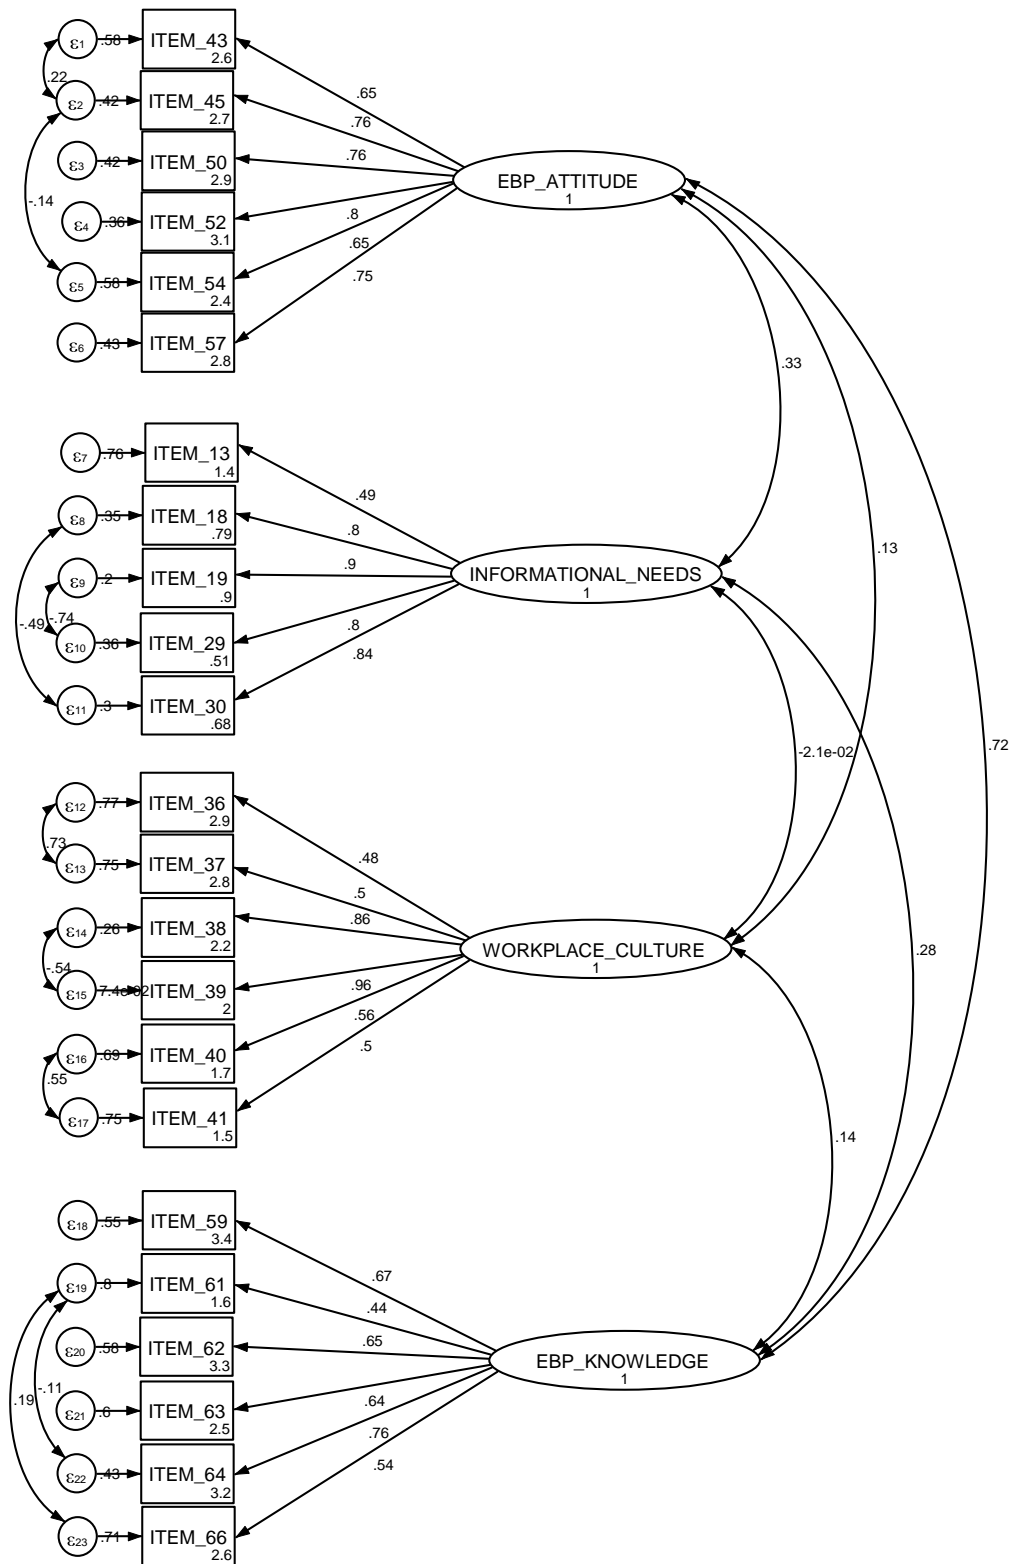 ε1 .58 ITEM_43 2.6
.22
ε2 .42 ITEM_45 2.7
ε3 .42 ITEM_50 2.9
-.14
ε4 .36 ITEM_52 3.1
ε5 .58 ITEM_54 2.4
ε6 .43 ITEM_57 2.8
.65
.76
.76
.8
.65
.75
EBP_ATTITUDE
1
.33
.13
.72
ε7 .76 ITEM_13 1.4
ε8 .35 ITEM_18 .79
ε9 .2 ITEM_19 .9
-.49 -.74
ε10 .36 ITEM_29 .51
ε11 .3 ITEM_30 .68
.49
.8
.9
.8
.84
INFORMATIONAL_NEEDS
1
-2.1e-02
.28
ε12 .77 ITEM_36 2.9
.73
ε13 .75 ITEM_37 2.8
ε14 .26 ITEM_38 2.2
-.54
ε15 7.4e-02 ITEM_39 2
ε16 .69 ITEM_40 1.7
.55
ε17 .75 ITEM_41 1.5
.48
.5
.86
.96
.56
.5
WORKPLACE_CULTURE
1
.14
ε18 .55 ITEM_59 3.4
ε19 .8 ITEM_61 1.6
ε20 .58 ITEM_62 3.3
.19 -.11
ε21 .6 ITEM_63 2.5
ε22 .43 ITEM_64 3.2
ε23 .71 ITEM_66 2.6
.67
.44
.65
.64
.76
.54
EBP_KNOWLEDGE
1